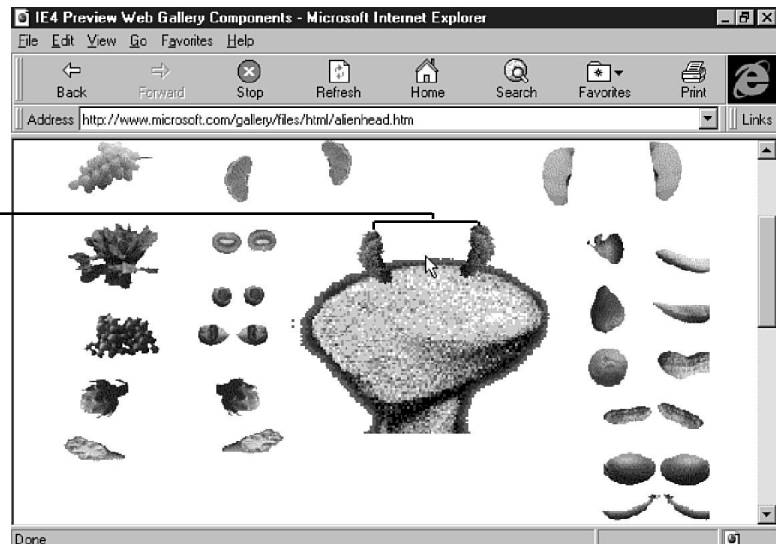 IE4 Preview Web Gallery Components - Microsoft Internet Explorer
File Edit View Go Favorites Help
Back Forward Stop Refresh Home Search Favorites Print
Address http://www.microsoft.com/gallery/files/html/alienhead.htm Links
Done